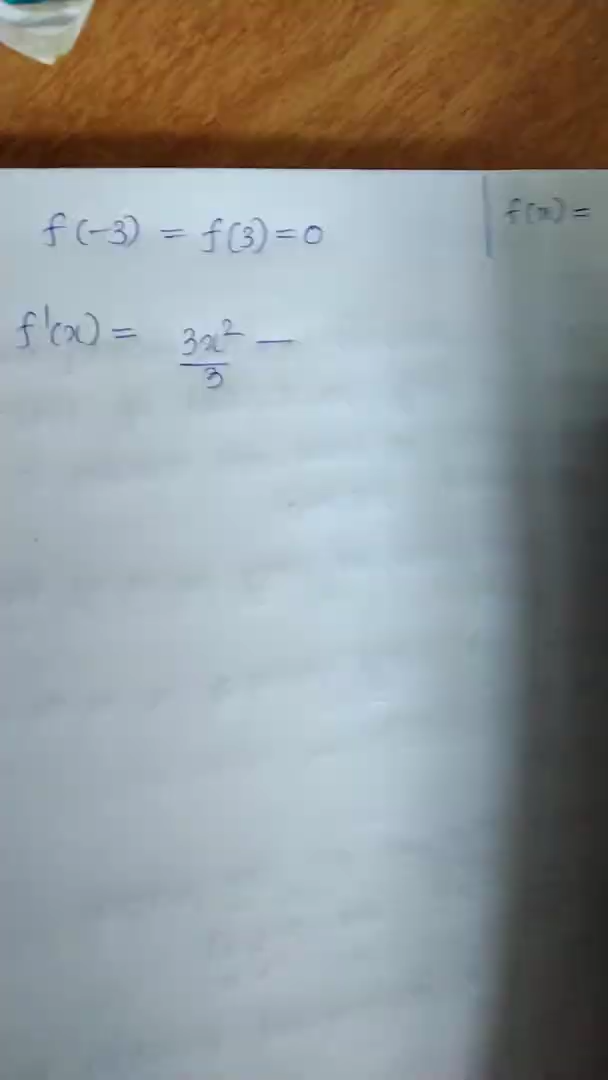 f(-3) = f(3) = 0
f(x) =
f'(x) = 3x²/3 −